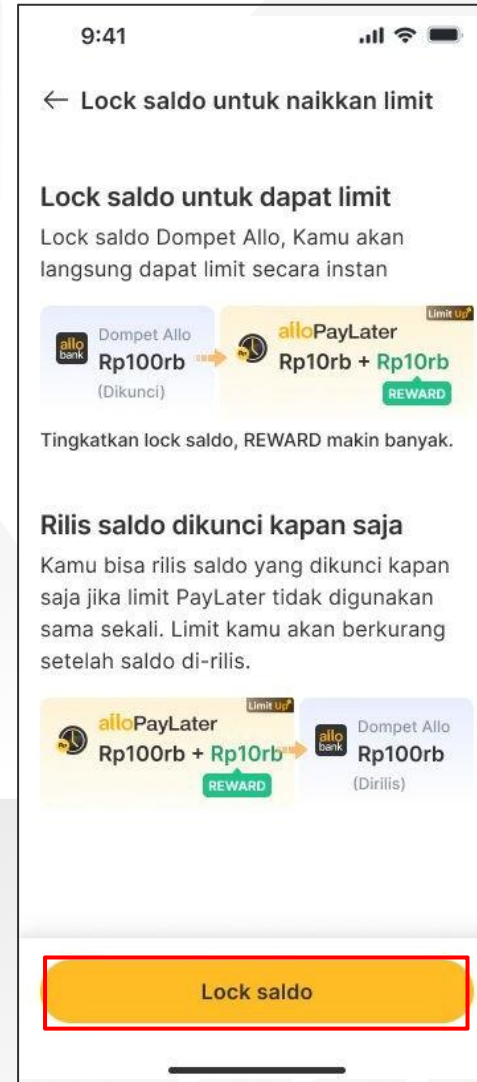 9:41
← Lock saldo untuk naikkan limit
Lock saldo untuk dapat limit
Lock saldo Dompet Allo, Kamu akan
langsung dapat limit secara instan
allo bank
Dompet Allo
Rp100rb
(Dikunci)
Limit Up
alloPayLater
Rp10rb + Rp10rb
REWARD
Tingkatkan lock saldo, REWARD makin banyak.
Rilis saldo dikunci kapan saja
Kamu bisa rilis saldo yang dikunci kapan
saja jika limit PayLater tidak digunakan
sama sekali. Limit kamu akan berkurang
setelah saldo di-rilis.
Limit Up
alloPayLater
Rp100rb + Rp10rb
REWARD
allo bank
Dompet Allo
Rp100rb
(Dirilis)
Lock saldo